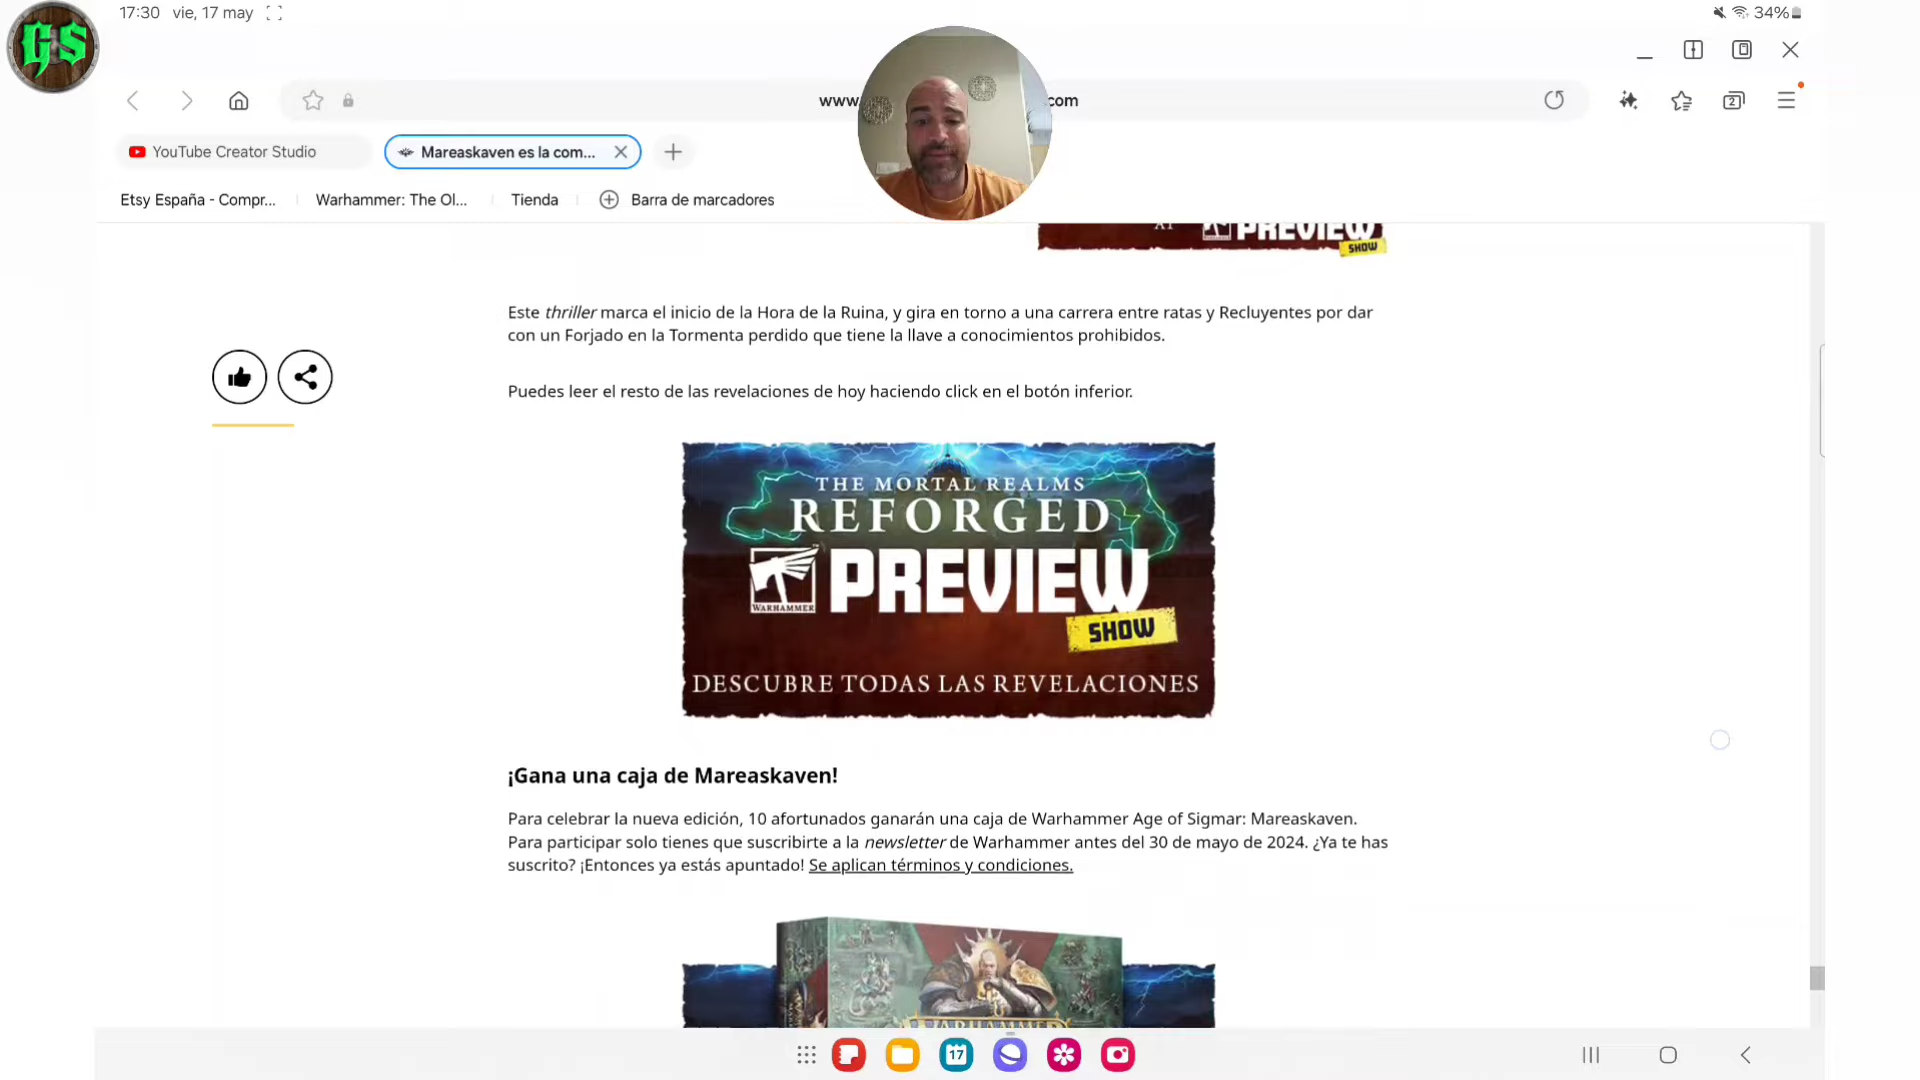 GS
17:30 vie, 17 may
34%
www.
com
YouTube Creator Studio
Mareaskaven es la com...
Etsy España - Compr...
Warhammer: The Ol...
Tienda
Barra de marcadores
AT
PREVIEW
SHOW
Este thriller marca el inicio de la Hora de la Ruina, y gira en torno a una carrera entre ratas y Recluyentes por dar
con un Forjado en la Tormenta perdido que tiene la llave a conocimientos prohibidos.
Puedes leer el resto de las revelaciones de hoy haciendo click en el botón inferior.
THE MORTAL REALMS
REFORGED
WARHAMMER
PREVIEW
SHOW
DESCUBRE TODAS LAS REVELACIONES
¡Gana una caja de Mareaskaven!
Para celebrar la nueva edición, 10 afortunados ganarán una caja de Warhammer Age of Sigmar: Mareaskaven.
Para participar solo tienes que suscribirte a la newsletter de Warhammer antes del 30 de mayo de 2024. ¿Ya te has
suscrito? ¡Entonces ya estás apuntado! Se aplican términos y condiciones.
WARHAMMER
17